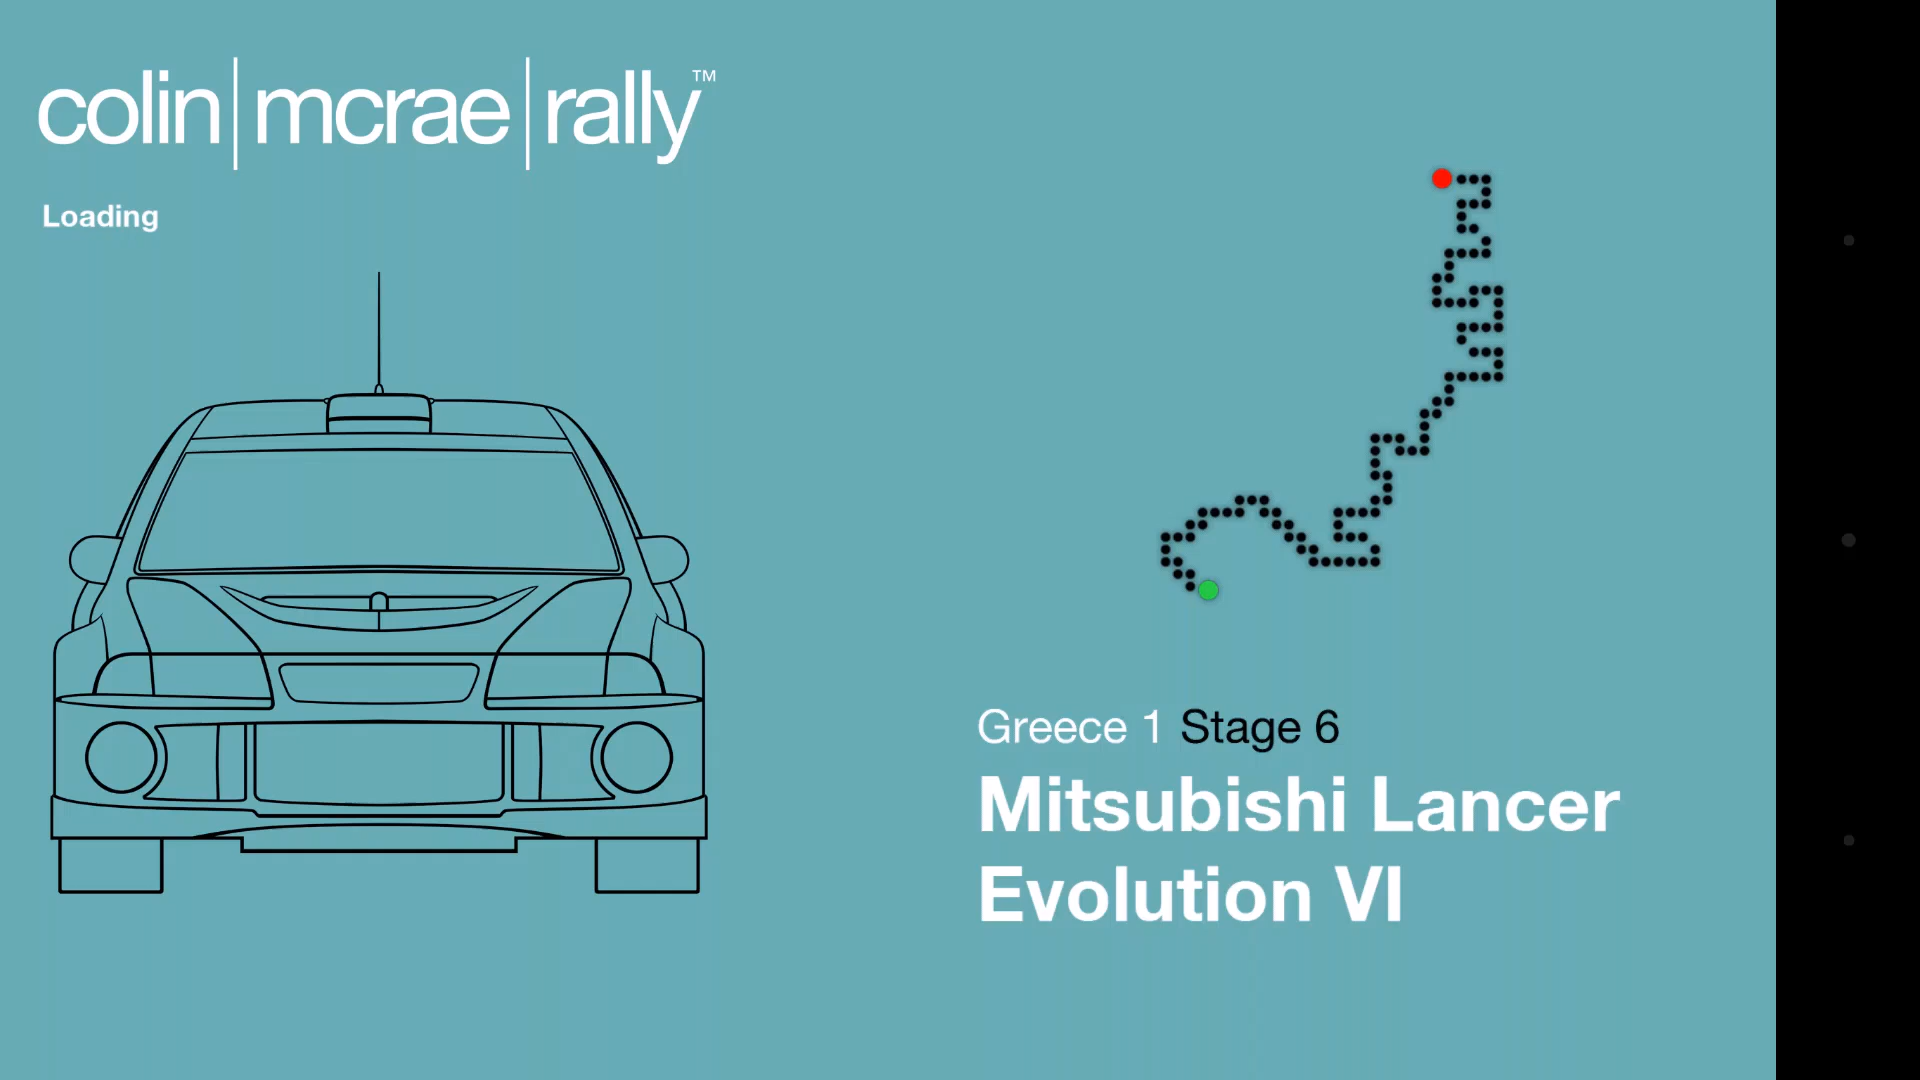 colin|mcrae|rally™
Loading
Greece 1 Stage 6
Mitsubishi Lancer
Evolution VI